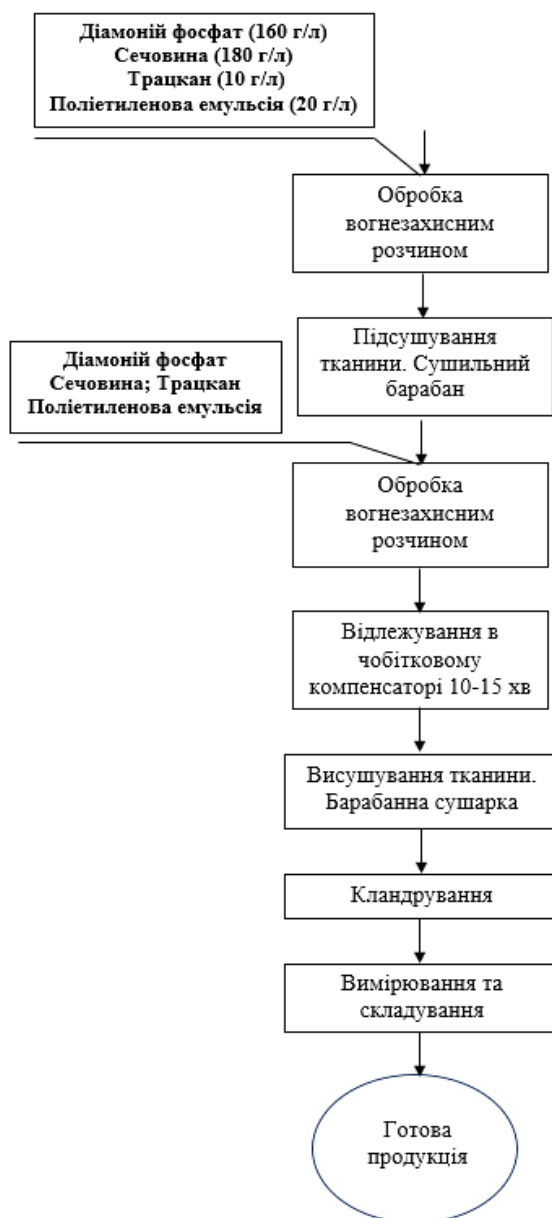 Діамоній фосфат (160 г/л)
Сечовина (180 г/л)
Трацкан (10 г/л)
Поліетиленова емульсія (20 г/л)
Обробка
вогнезахисним
розчином
Підсушування
тканини. Сушильний
барабан
Діамоній фосфат
Сечовина; Трацкан
Поліетиленова емульсія
Обробка
вогнезахисним
розчином
Відлежування в
чобітковому
компенсаторі 10-15 хв
Висушування тканини.
Барабанна сушарка
Кландрування
Вимірювання та
складування
Готова
продукція